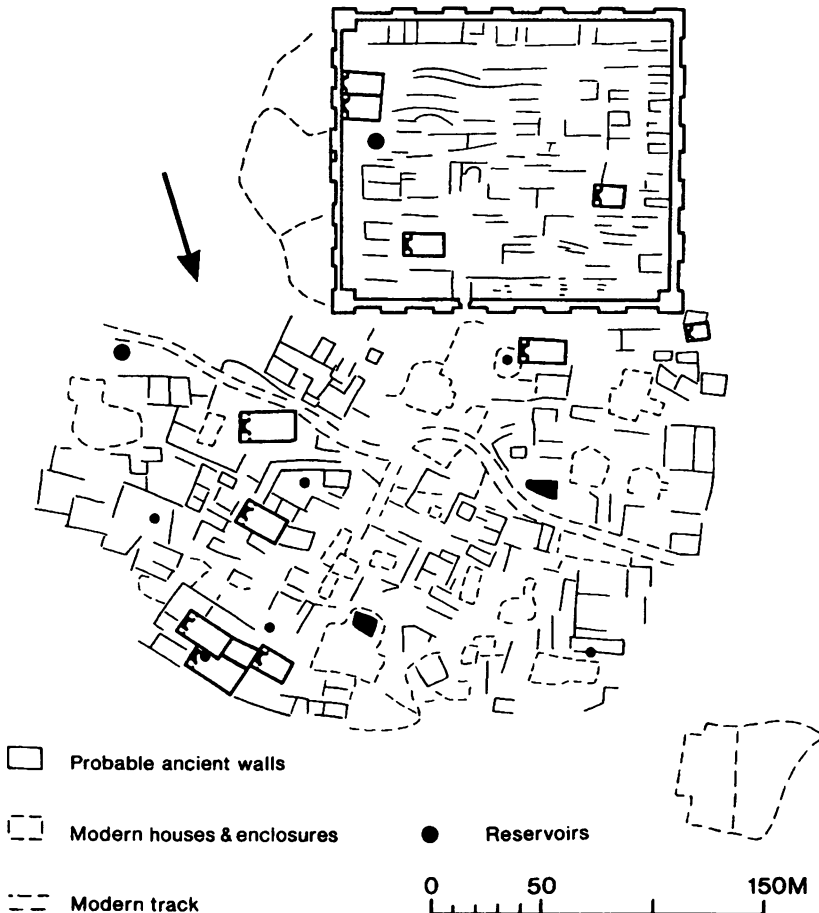 Probable ancient walls
Modern houses & enclosures
Reservoirs
Modern track
0 50 150M